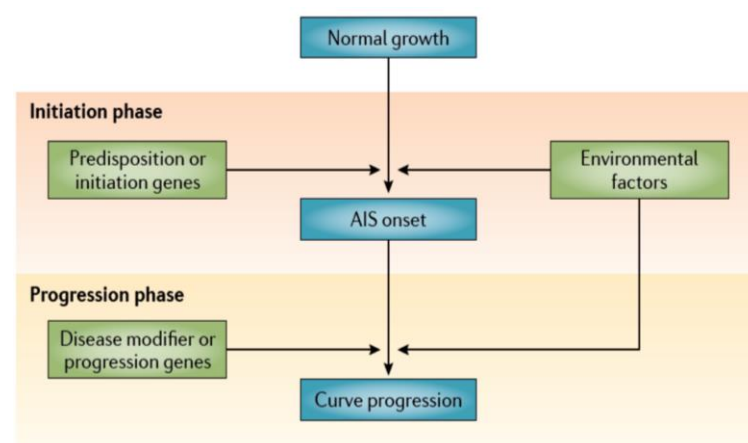 Normal growth
Initiation phase
Predisposition or
initiation genes
Environmental
factors
AIS onset
Progression phase
Disease modifier or
progression genes
Curve progression